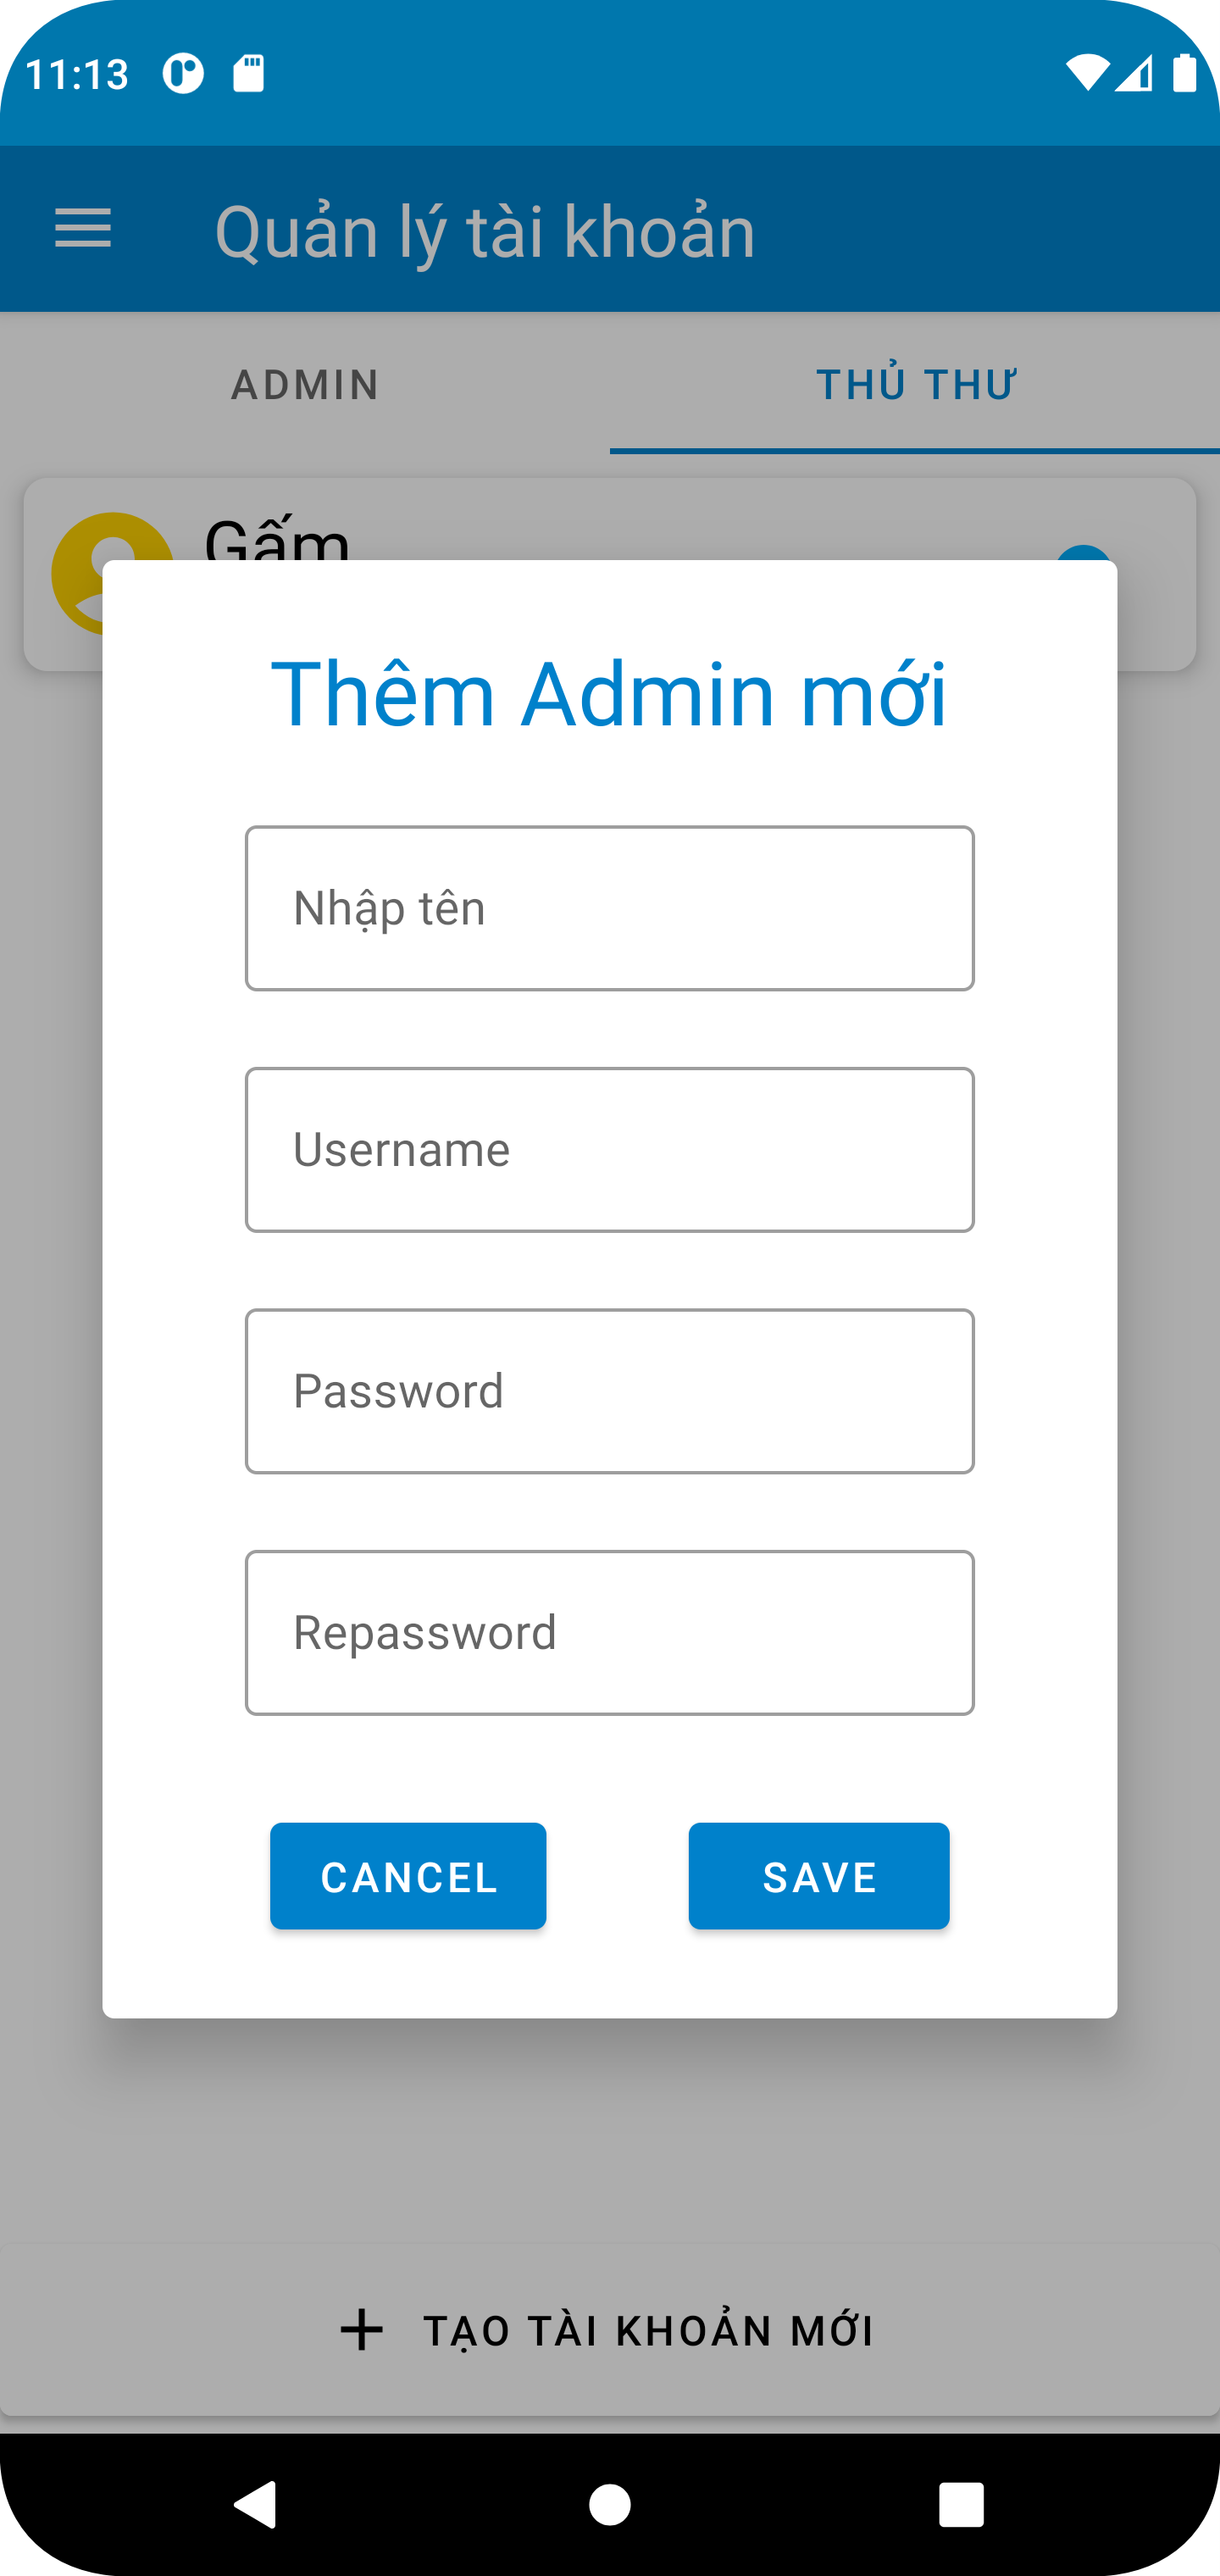 11:13
Quản lý tài khoản
ADMIN
THỦ THƯ
Gấm
Thêm Admin mới
Nhập tên
Username
Password
Repassword
CANCEL
SAVE
TẠO TÀI KHOẢN MỚI